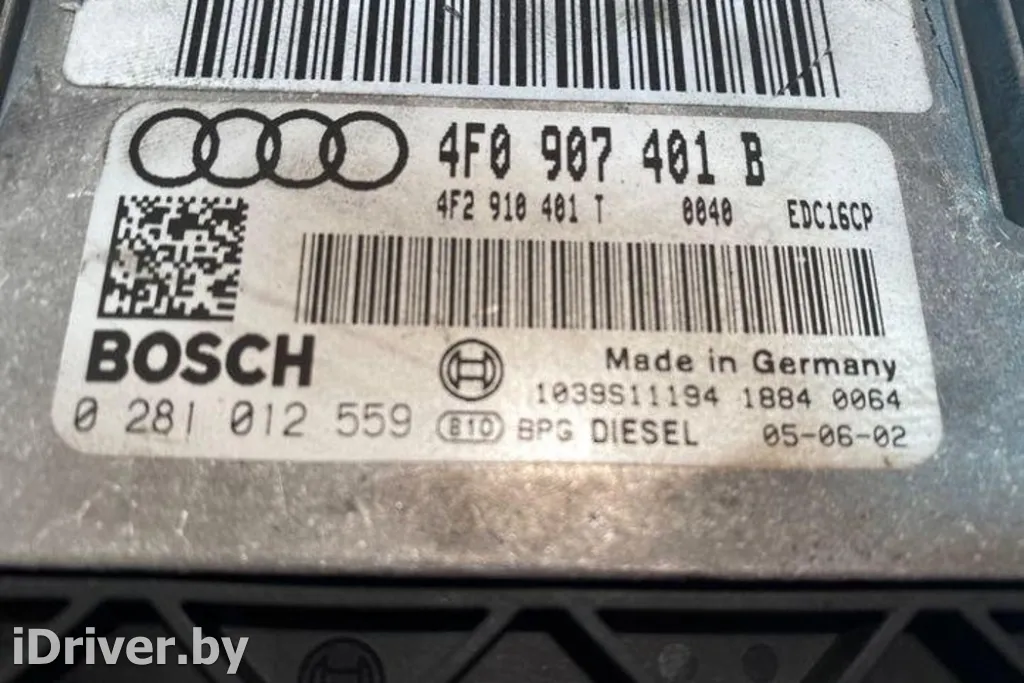 4F0 907 401 B
4F2 910 401 T 0040 EDC16CP
BOSCH
Made in Germany
1039S11194 1884 0064
0 281 012 559 B10 BPG DIESEL 05-06-02
iDriver.by